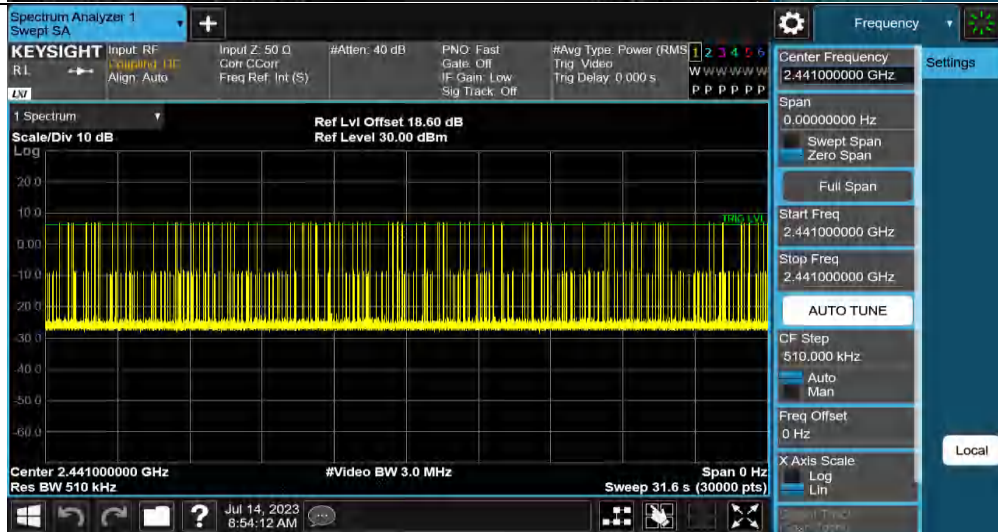 Spectrum Analyzer 1
Swept SA
Frequency
KEYSIGHT
RL
LXI
Input: RF
Coupling: DC
Align: Auto
Input Z: 50 Ω
Corr CCorr
Freq Ref: Int (S)
#Atten: 40 dB
PNO: Fast
Gate: Off
IF Gain: Low
Sig Track: Off
#Avg Type: Power (RMS
Trig: Video
Trig Delay: 0.000 s
1 2 3 4 5 6
W W W W W W
P P P P P P
Center Frequency
2.441000000 GHz
Settings
Span
0.00000000 Hz
Swept Span
Zero Span
Full Span
Start Freq
2.441000000 GHz
Stop Freq
2.441000000 GHz
AUTO TUNE
CF Step
510.000 kHz
Auto
Man
Freq Offset
0 Hz
X Axis Scale
Log
Lin
Local
1 Spectrum
Scale/Div 10 dB
Log
Ref Lvl Offset 18.60 dB
Ref Level 30.00 dBm
TRIG LVL
20.0
10.0
0.00
-10.0
-20.0
-30.0
-40.0
-50.0
-60.0
Center 2.441000000 GHz
Res BW 510 kHz
#Video BW 3.0 MHz
Span 0 Hz
Sweep 31.6 s (30000 pts)
?
Jul 14, 2023
8:54:12 AM